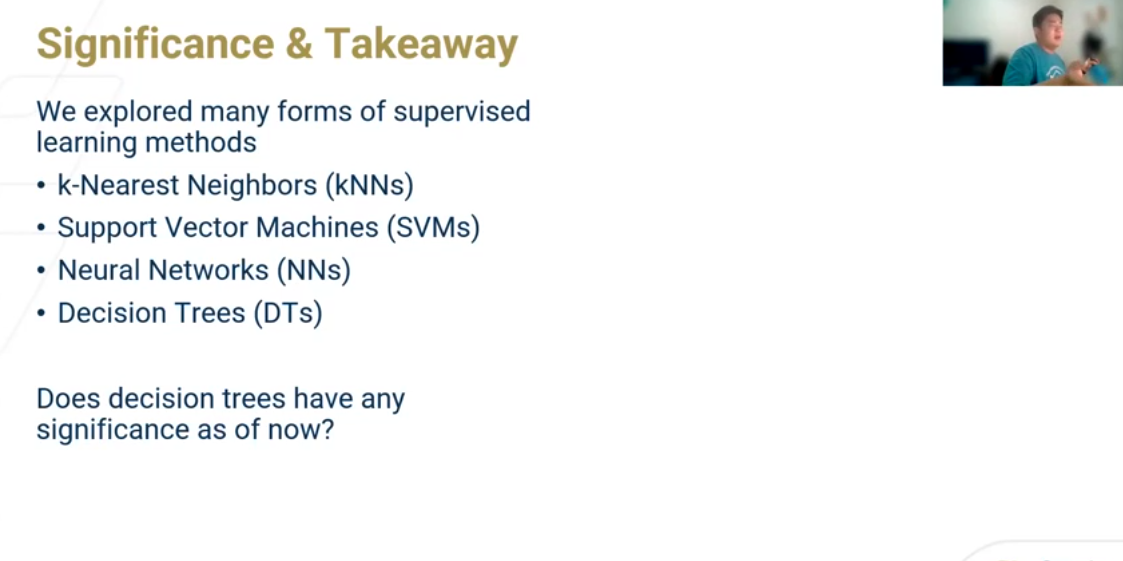 Significance & Takeaway
We explored many forms of supervised
learning methods
• k-Nearest Neighbors (kNNs)
• Support Vector Machines (SVMs)
• Neural Networks (NNs)
• Decision Trees (DTs)
Does decision trees have any
significance as of now?